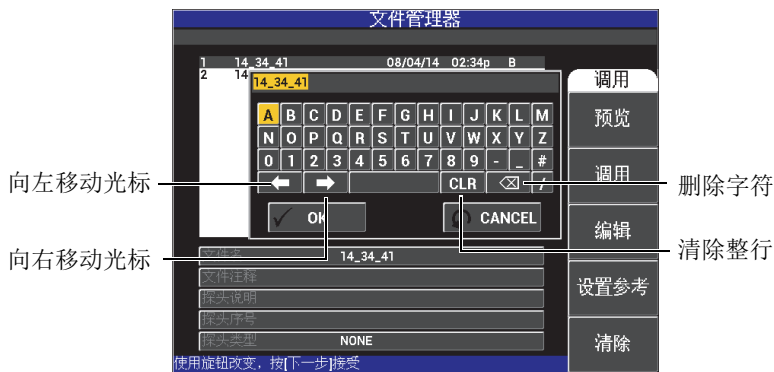 文件管理器
1 14_34_41 08/04/14 02:34p B
2 14
14_34_41
A B C D E F G H I J K L M
N O P Q R S T U V W X Y Z
0 1 2 3 4 5 6 7 8 9 - _ #
CLR /
OK CANCEL
调用
预览
调用
编辑
设置参考
清除
向左移动光标
向右移动光标
删除字符
清除整行
文件名 14_34_41
文件注释
探头说明
探头序号
探头类型 NONE
使用旋钮改变，按[下一步]接受